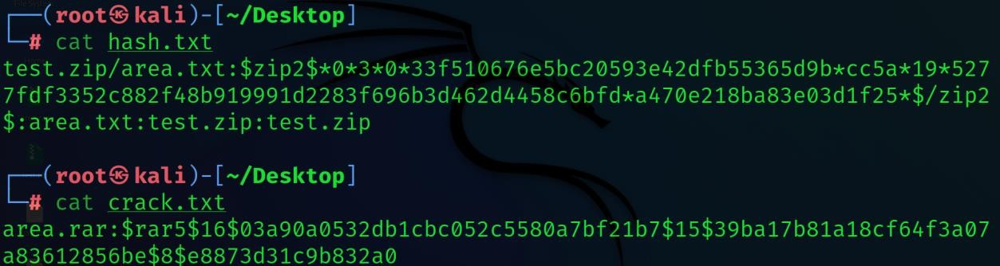 File System
┌──(root㉿kali)-[~/Desktop]
└─# cat hash.txt
test.zip/area.txt:$zip2$*0*3*0*33f510676e5bc20593e42dfb55365d9b*cc5a*19*527
7fdf3352c882f48b919991d2283f696b3d462d4458c6bfd*a470e218ba83e03d1f25*$/zip2
$:area.txt:test.zip:test.zip
┌──(root㉿kali)-[~/Desktop]
└─# cat crack.txt
area.rar:$rar5$16$03a90a0532db1cbc052c5580a7bf21b7$15$39ba17b81a18cf64f3a07
a83612856be$8$e8873d31c9b832a0